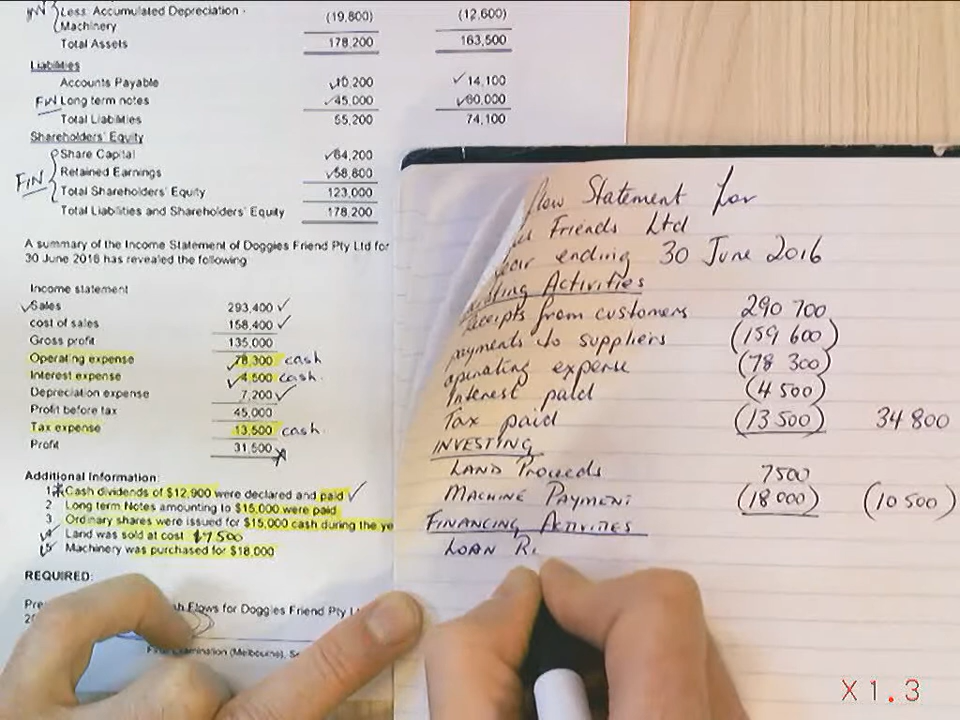 FIN
Less: Accumulated Depreciation - (19,800) (12,600)
Machinery
Total Assets 178,200 163,500
Liabilities
Accounts Payable 10,200 14,100
FIN Long term notes 45,000 60,000
Total Liabilities 55,200 74,100
Shareholders' Equity
Share Capital 64,200
FIN Retained Earnings 58,800
Total Shareholders' Equity 123,000
Total Liabilities and Shareholders' Equity 178,200
A summary of the Income Statement of Doggies Friend Pty Ltd for
30 June 2016 has revealed the following
Income statement
Sales 293,400
cost of sales 158,400
Gross profit 135,000
Operating expense 78,300 cash
Interest expense 4,500 cash.
Depreciation expense 7,200
Profit before tax 45,000
Tax expense 13,500 cash.
Profit 31,500
Additional Information:
1. Cash dividends of $12,900 were declared and paid
2. Long term Notes amounting to $15,000 were paid
3. Ordinary shares were issued for $15,000 cash during the ye
4. Land was sold at cost $7500
5. Machinery was purchased for $18,000
REQUIRED:
Pre h Flows for Doggies Friend Pty
mination (Melbourne), Se
flow Statement for
Friends Ltd
ear ending 30 June 2016
ting Activities
receipts from customers 290 700
payments to suppliers (159 600)
operating expense (78 300)
Interest paid (4 500)
Tax paid (13 500) 34 800
INVESTING
LAND Proceeds 7500
MACHINE PAYMENT (18 000) (10 500)
FINANCING ACTIVITIES
LOAN R
X1.3